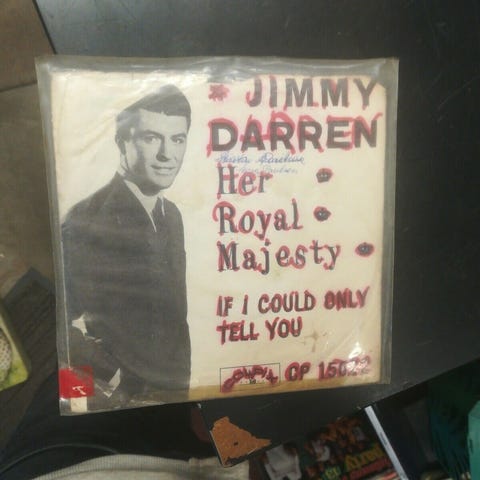 JIMMY
DARREN
Her
Royal
Majesty
IF I COULD ONLY
TELL YOU
CP 15022